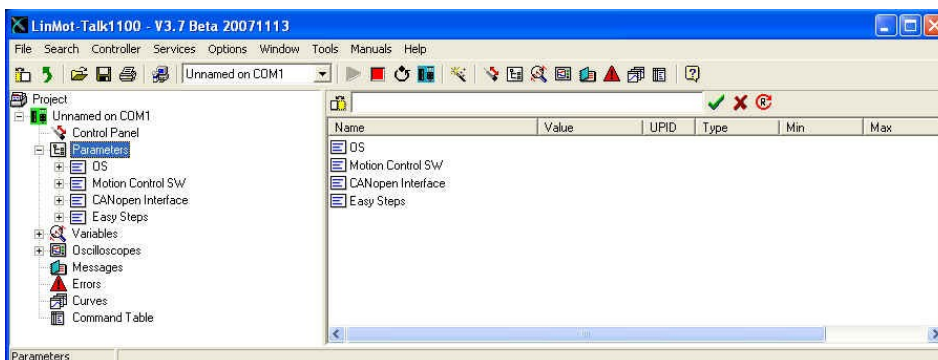 LinMot-Talk1100 - V3.7 Beta 20071113
File Search Controller Services Options Window Tools Manuals Help
Unnamed on COM1
Project
Unnamed on COM1
Control Panel
Parameters
OS
Motion Control SW
CANopen Interface
Easy Steps
Variables
Oscilloscopes
Messages
Errors
Curves
Command Table
Name Value UPID Type Min Max
OS
Motion Control SW
CANopen Interface
Easy Steps
Parameters